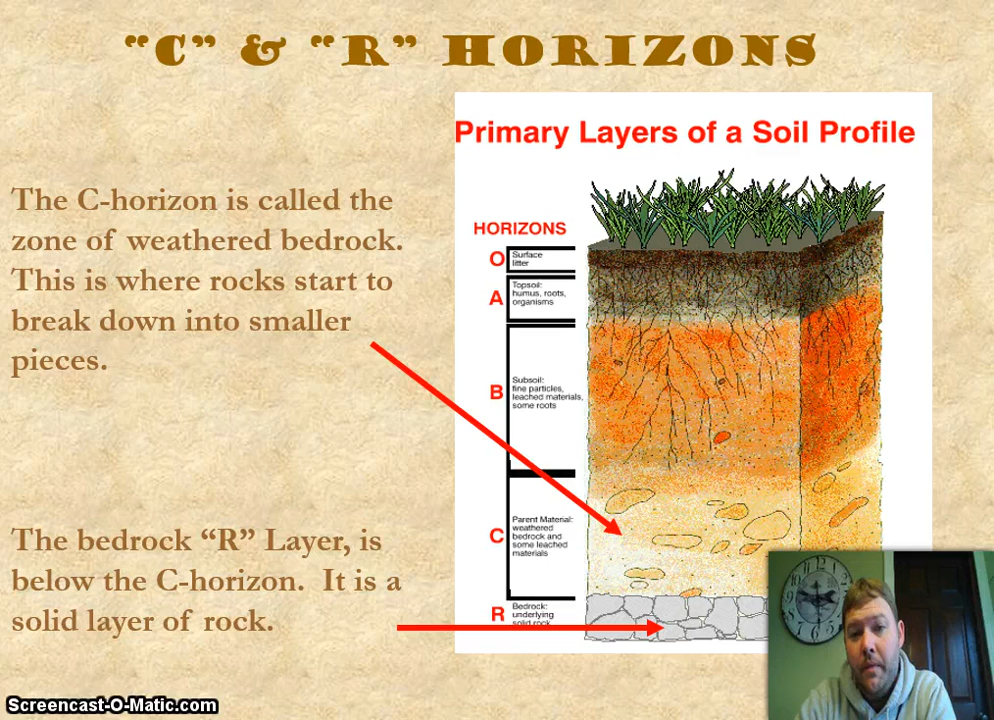 “C” & “R” HORIZONS
Primary Layers of a Soil Profile
The C-horizon is called the
zone of weathered bedrock.
This is where rocks start to
break down into smaller
pieces.
The bedrock “R” Layer, is
below the C-horizon. It is a
solid layer of rock.
HORIZONS
O
Surface
litter
A
Topsoil:
humus, roots,
organisms
B
Subsoil:
fine particles,
leached materials,
some roots
C
Parent Material:
weathered
bedrock and
some leached
materials
R
Bedrock:
underlying
solid rock
Screencast-O-Matic.com